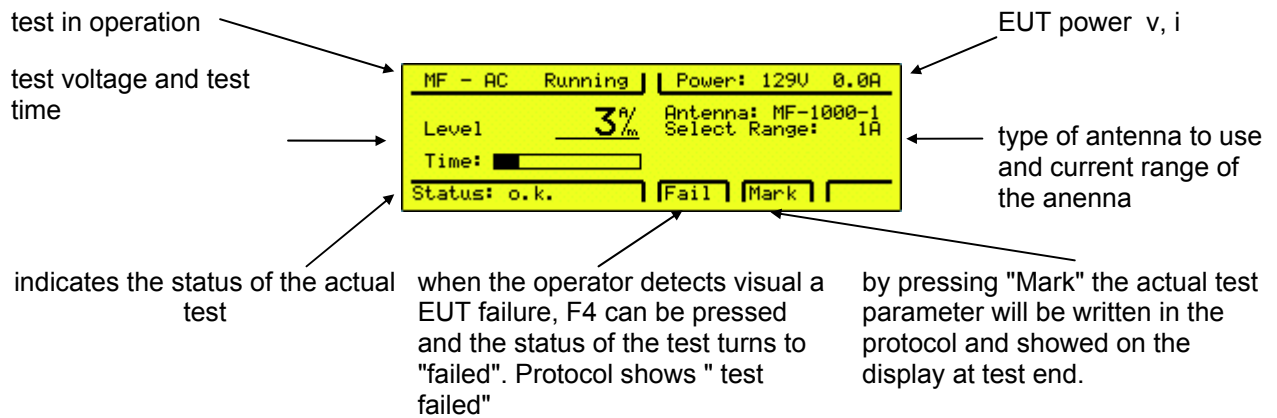 test in operation
EUT power v, i
test voltage and test
time
MF - AC Running
Power: 129V 0.0A
Level 3 A/m
Antenna: MF-1000-1
Select Range: 1A
Time:
Status: o.k.
Fail
Mark
type of antenna to use
and current range of
the anenna
indicates the status of the actual
test
when the operator detects visual a
EUT failure, F4 can be pressed
and the status of the test turns to
"failed". Protocol shows " test
failed"
by pressing "Mark" the actual test
parameter will be written in the
protocol and showed on the
display at test end.